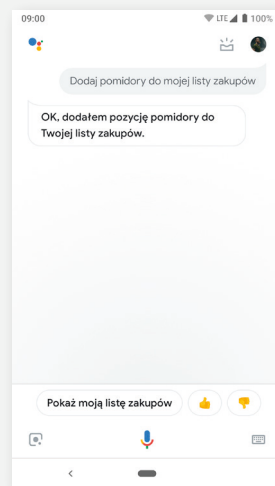 09:00 LTE 100%
Dodaj pomidory do mojej listy zakupów
OK, dodałem pozycję pomidory do
Twojej listy zakupów.
Pokaż moją listę zakupów